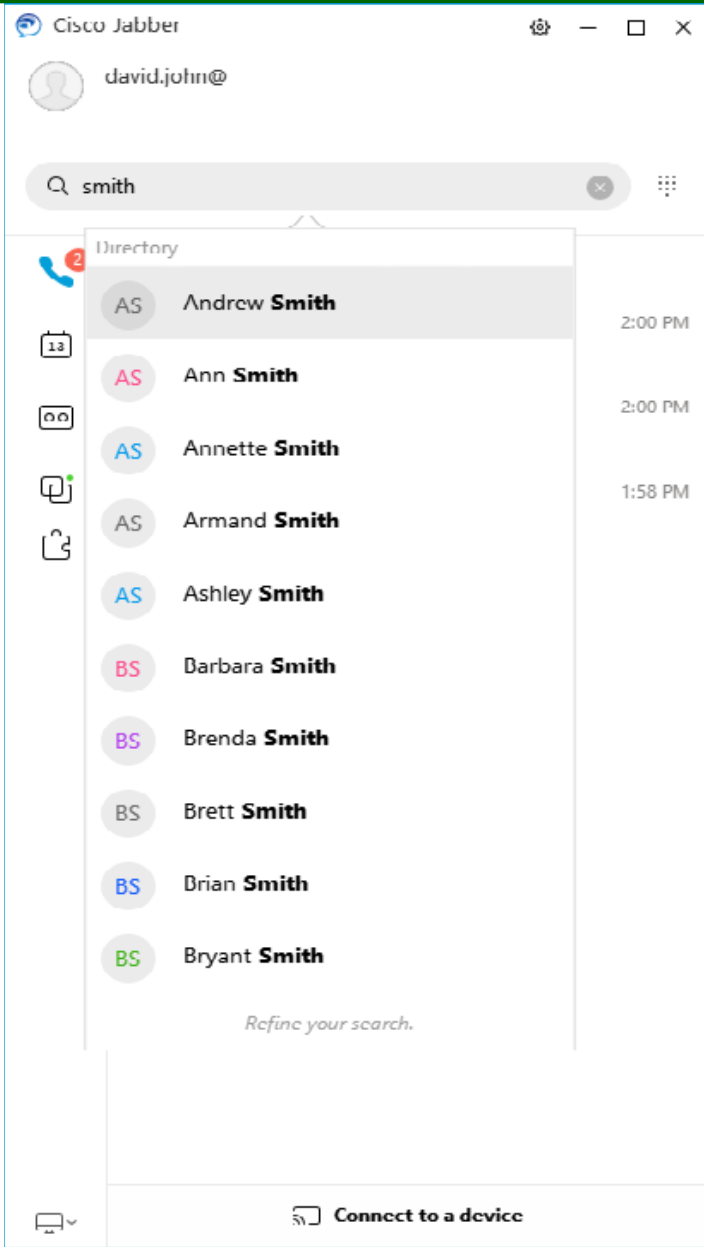 Cisco Jabber
david.john@
smith
Directory
2
AS Andrew Smith
2:00 PM
13
AS Ann Smith
2:00 PM
AS Annette Smith
1:58 PM
AS Armand Smith
AS Ashley Smith
BS Barbara Smith
BS Brenda Smith
BS Brett Smith
BS Brian Smith
BS Bryant Smith
Refine your search.
Connect to a device